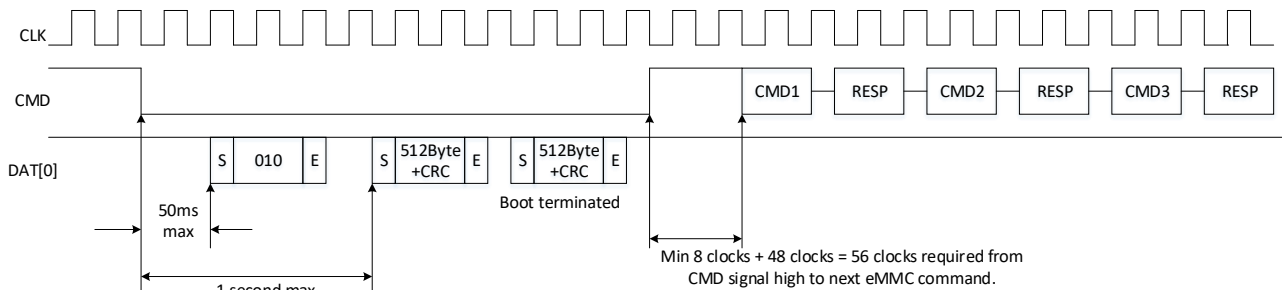 CLK
CMD
CMD1 RESP CMD2 RESP CMD3 RESP
DAT[0]
S 010 E S 512Byte +CRC E S 512Byte +CRC E
Boot terminated
50ms
max
Min 8 clocks + 48 clocks = 56 clocks required from
CMD signal high to next eMMC command.
1 second max